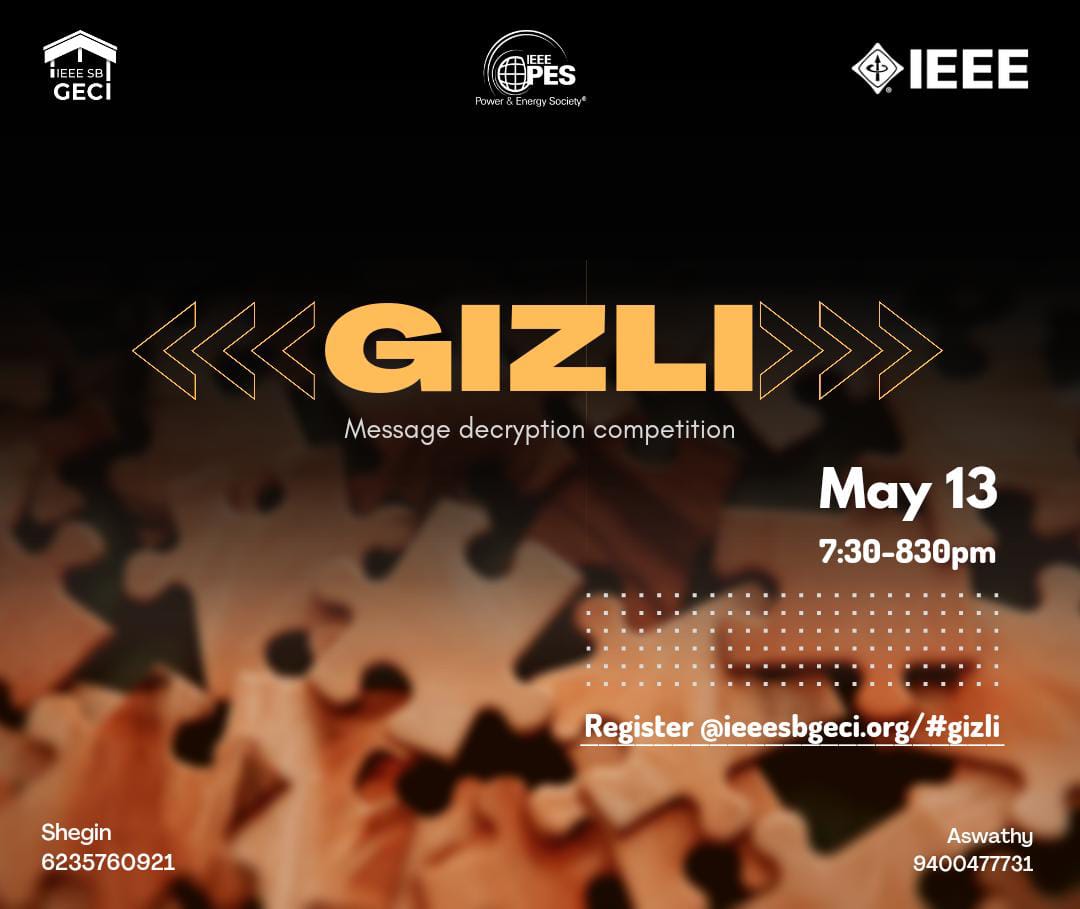 IEEE SB
GECI
IEEE
PES
Power & Energy Society®
IEEE
GIZLI
Message decryption competition
May 13
7:30-830pm
Register @ieeesbgeci.org/#gizli
Shegin
6235760921
Aswathy
9400477731